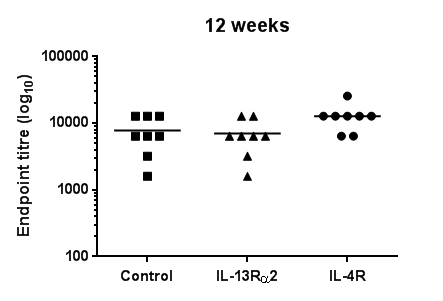 12 weeks
Endpoint titre (log10)
100000
10000
1000
100
Control
IL-13Rα2
IL-4R